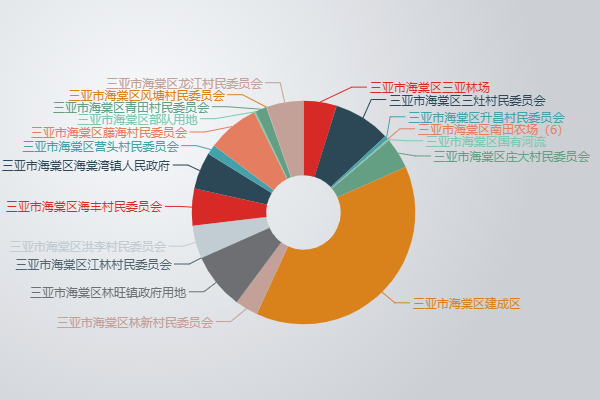 三亚市海棠区龙江村民委员会
三亚市海棠区风塘村民委员会
三亚市海棠区青田村民委员会
三亚市海棠区部队用地
三亚市海棠区藤海村民委员会
三亚市海棠区营头村民委员会
三亚市海棠区海棠湾镇人民政府
三亚市海棠区海丰村民委员会
三亚市海棠区洪李村民委员会
三亚市海棠区江林村民委员会
三亚市海棠区林旺镇政府用地
三亚市海棠区林新村民委员会
三亚市海棠区三亚林场
三亚市海棠区三灶村民委员会
三亚市海棠区升昌村民委员会
三亚市海棠区南田农场（6）
三亚市海棠区国有河流
三亚市海棠区庄大村民委员会
三亚市海棠区建成区